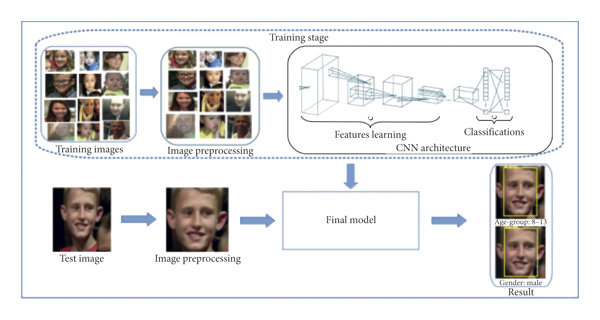 Training stage
Training images
Image preprocessing
Features learning
Classifications
CNN architecture
Test image
Image preprocessing
Final model
Age-group: 8–13
Gender: male
Result